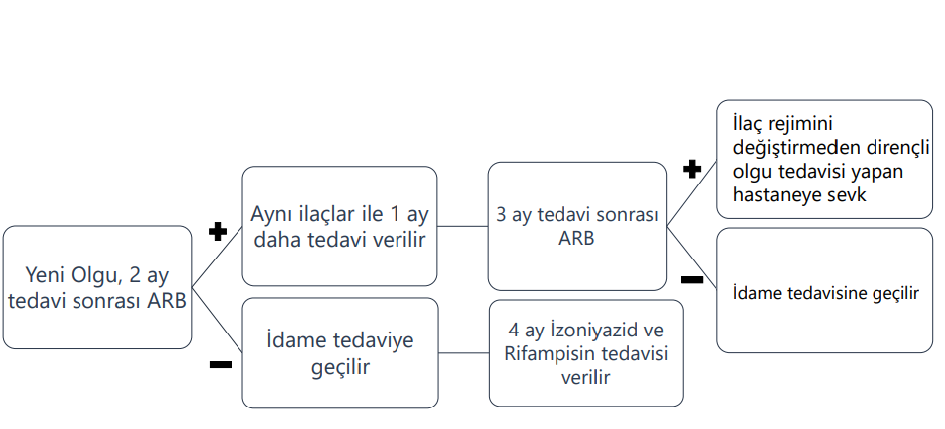 Yeni Olgu, 2 ay
tedavi sonrası ARB
+
Aynı ilaçlar ile 1 ay
daha tedavi verilir
3 ay tedavi sonrası
ARB
+
İlaç rejimini
değiştirmeden dirençli
olgu tedavisi yapan
hastaneye sevk
−
İdame tedavisine geçilir
−
İdame tedaviye
geçilir
4 ay İzoniyazid ve
Rifampisin tedavisi
verilir